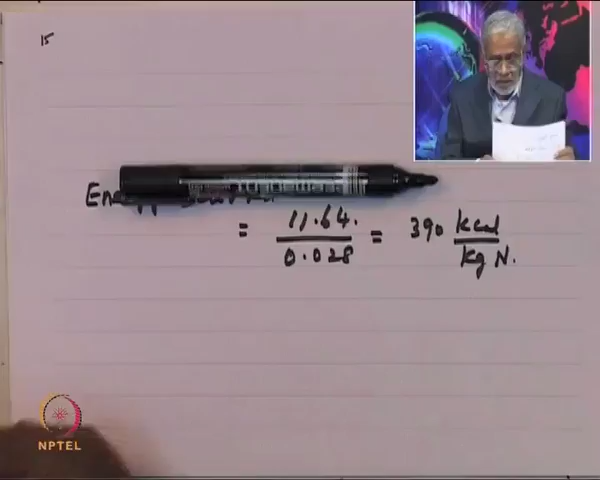 15
= 11.64. / 0.028 = 390 kcal / kg N.
NPTEL